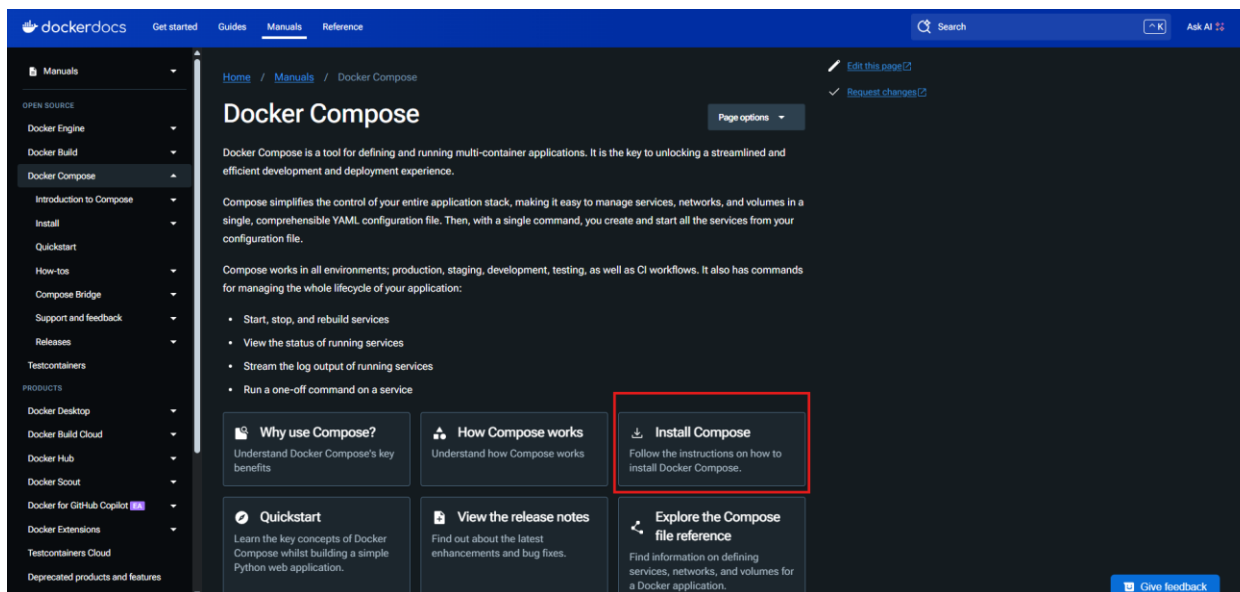 dockerdocs
Get started
Guides
Manuals
Reference
Search
^K
Ask AI
Manuals
OPEN SOURCE
Docker Engine
Docker Build
Docker Compose
Introduction to Compose
Install
Quickstart
How-tos
Compose Bridge
Support and feedback
Releases
Testcontainers
PRODUCTS
Docker Desktop
Docker Build Cloud
Docker Hub
Docker Scout
Docker for GitHub Copilot EA
Docker Extensions
Testcontainers Cloud
Deprecated products and features
Home / Manuals / Docker Compose
Docker Compose
Page options
Docker Compose is a tool for defining and running multi-container applications. It is the key to unlocking a streamlined and
efficient development and deployment experience.
Compose simplifies the control of your entire application stack, making it easy to manage services, networks, and volumes in a
single, comprehensible YAML configuration file. Then, with a single command, you create and start all the services from your
configuration file.
Compose works in all environments; production, staging, development, testing, as well as CI workflows. It also has commands
for managing the whole lifecycle of your application:
• Start, stop, and rebuild services
• View the status of running services
• Stream the log output of running services
• Run a one-off command on a service
Why use Compose?
Understand Docker Compose's key
benefits
How Compose works
Understand how Compose works
Install Compose
Follow the instructions on how to
install Docker Compose.
Quickstart
Learn the key concepts of Docker
Compose whilst building a simple
Python web application.
View the release notes
Find out about the latest
enhancements and bug fixes.
Explore the Compose
file reference
Find information on defining
services, networks, and volumes for
a Docker application.
Edit this page
Request changes
Give feedback